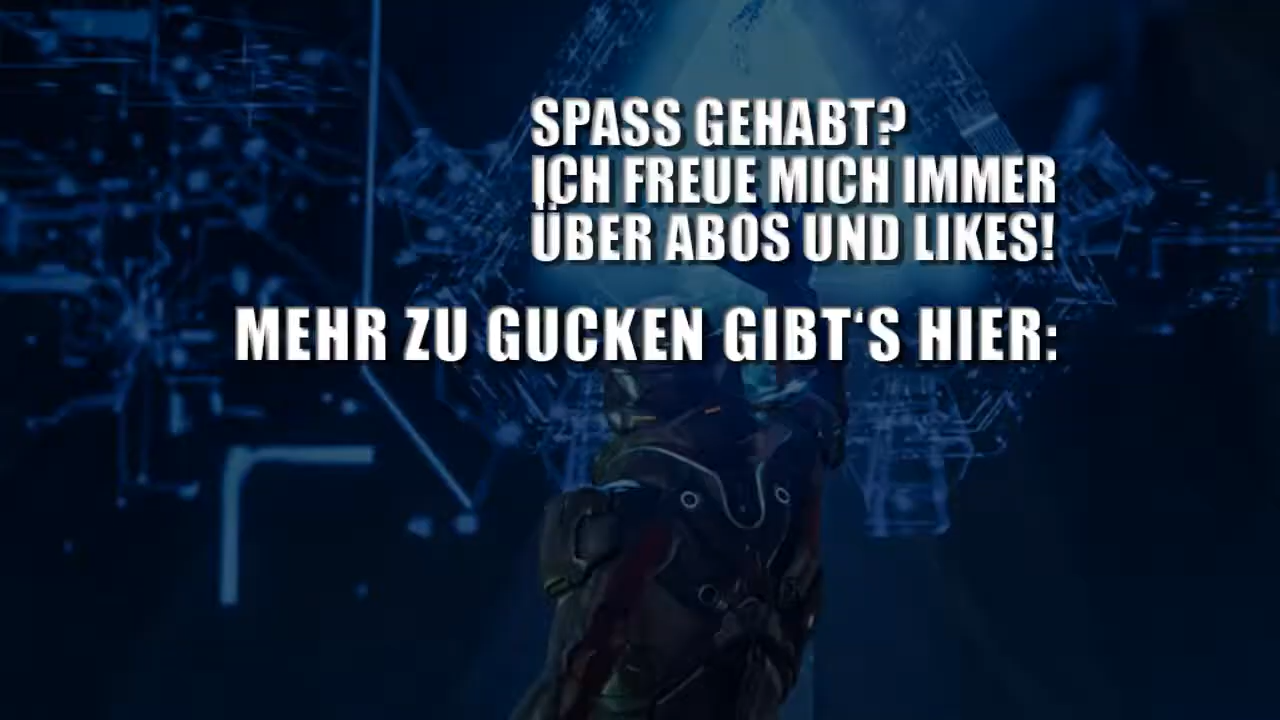 SPASS GEHABT?
ICH FREUE MICH IMMER
ÜBER ABOS UND LIKES!
MEHR ZU GUCKEN GIBT‘S HIER: